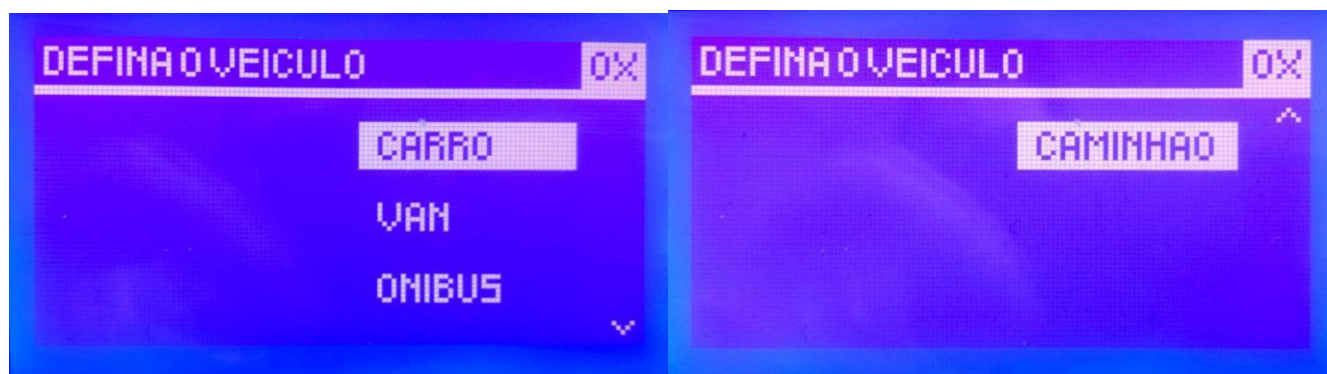 DEFINA O VEICULO 0%
CARRO
VAN
ONIBUS
DEFINA O VEICULO 0%
CAMINHAO